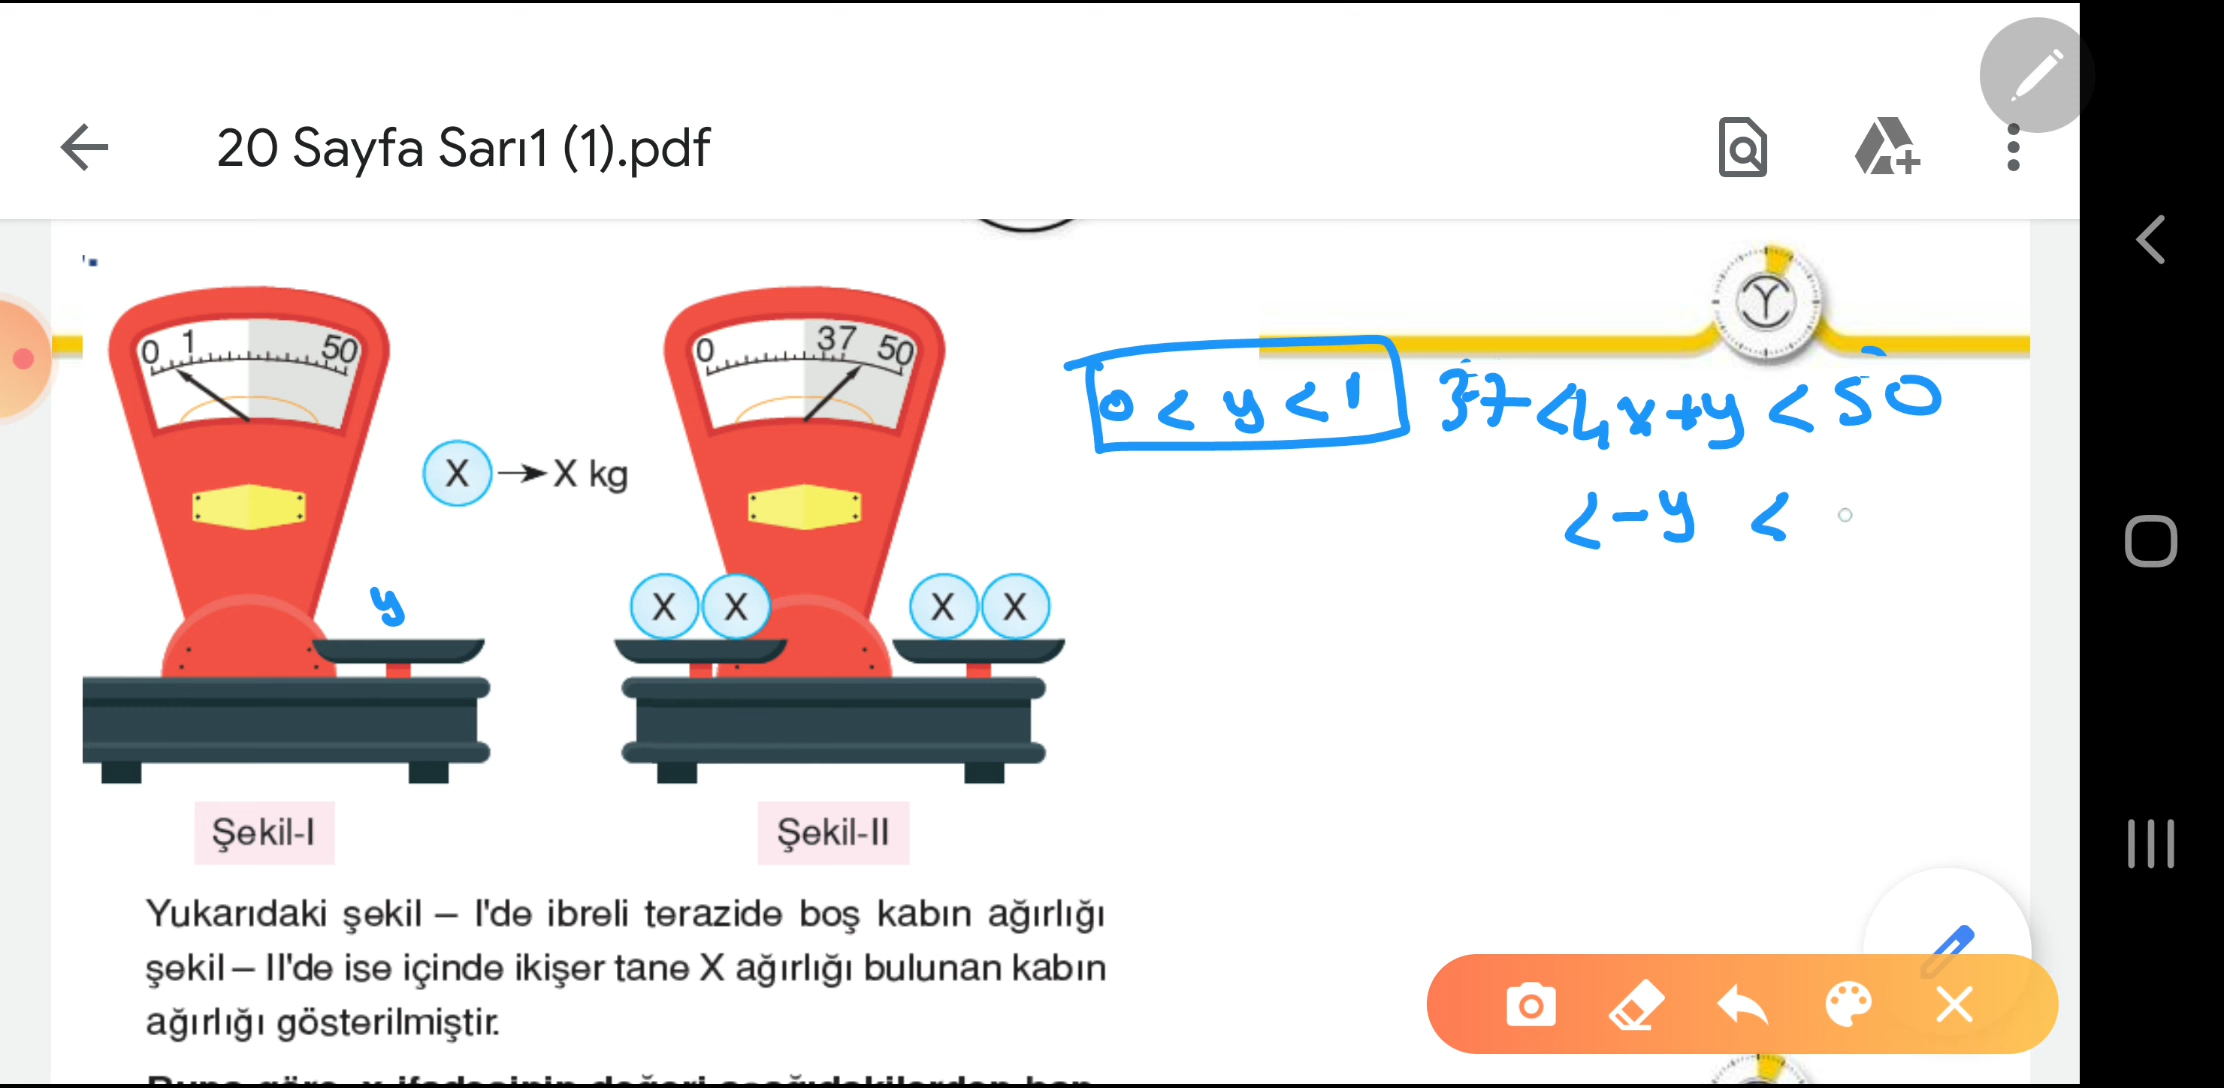 20 Sayfa Sarı1 (1).pdf
0 1 50
0 37 50
0 < y < 1
37 < 4x + y < 50
< - y <
X → X kg
y
X X X X
Şekil-I
Şekil-II
Yukarıdaki şekil – I'de ibreli terazide boş kabın ağırlığı
şekil – II'de ise içinde ikişer tane X ağırlığı bulunan kabın
ağırlığı gösterilmiştir.